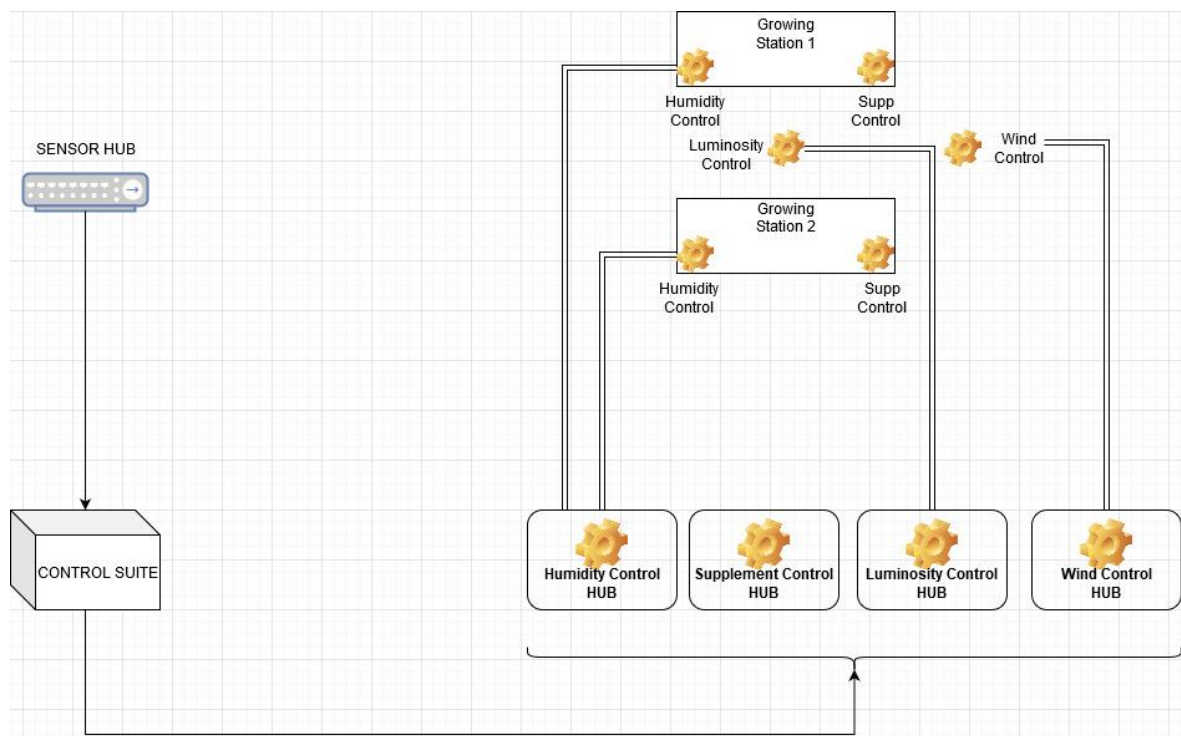 Growing
Station 1
Humidity
Control
Supp
Control
SENSOR HUB
Luminosity
Control
Wind
Control
Growing
Station 2
Humidity
Control
Supp
Control
CONTROL SUITE
Humidity Control
HUB
Supplement Control
HUB
Luminosity Control
HUB
Wind Control
HUB